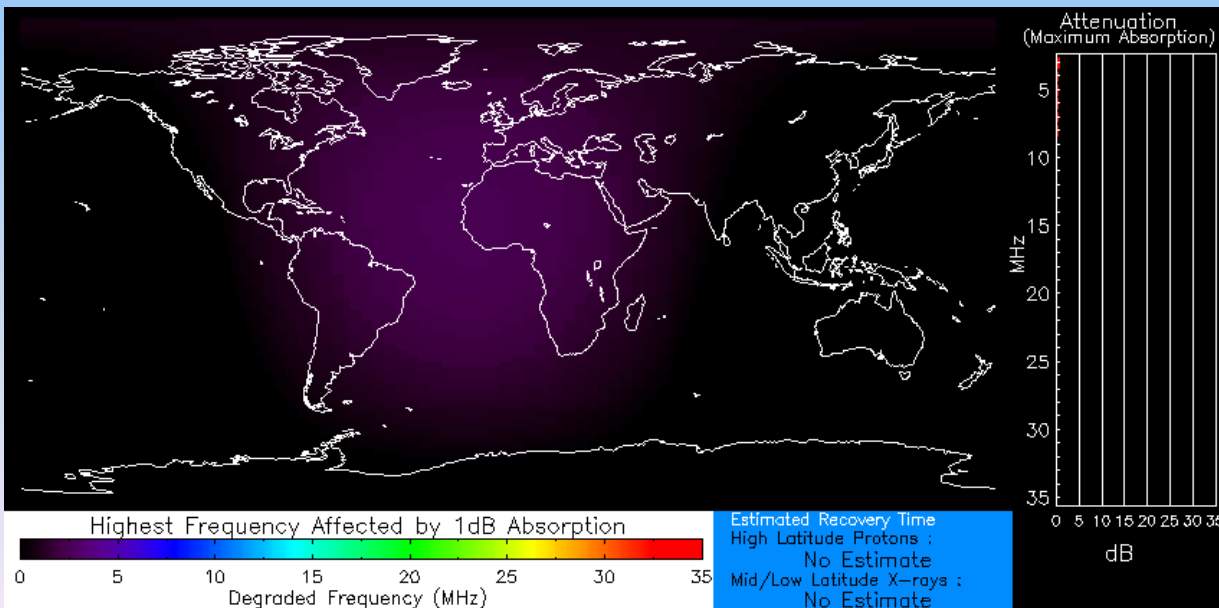 Attenuation
(Maximum Absorption)
5
10
15
20
25
30
35
MHz
0 5 10 15 20 25 30 35
dB
Highest Frequency Affected by 1dB Absorption
0 5 10 15 20 25 30 35
Degraded Frequency (MHz)
Estimated Recovery Time
High Latitude Protons :
No Estimate
Mid/Low Latitude X-rays :
No Estimate